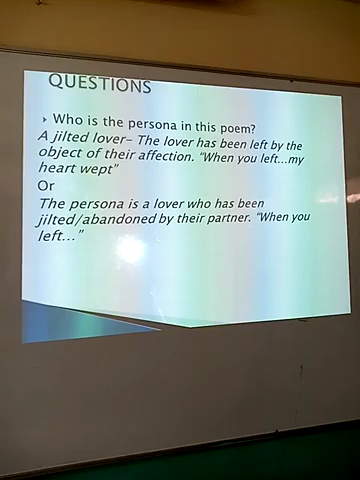 QUESTIONS
Who is the persona in this poem?
A jilted lover– The lover has been left by the
object of their affection. “When you left...my
heart wept”
Or
The persona is a lover who has been
jilted/abandoned by their partner. “When you
left...”